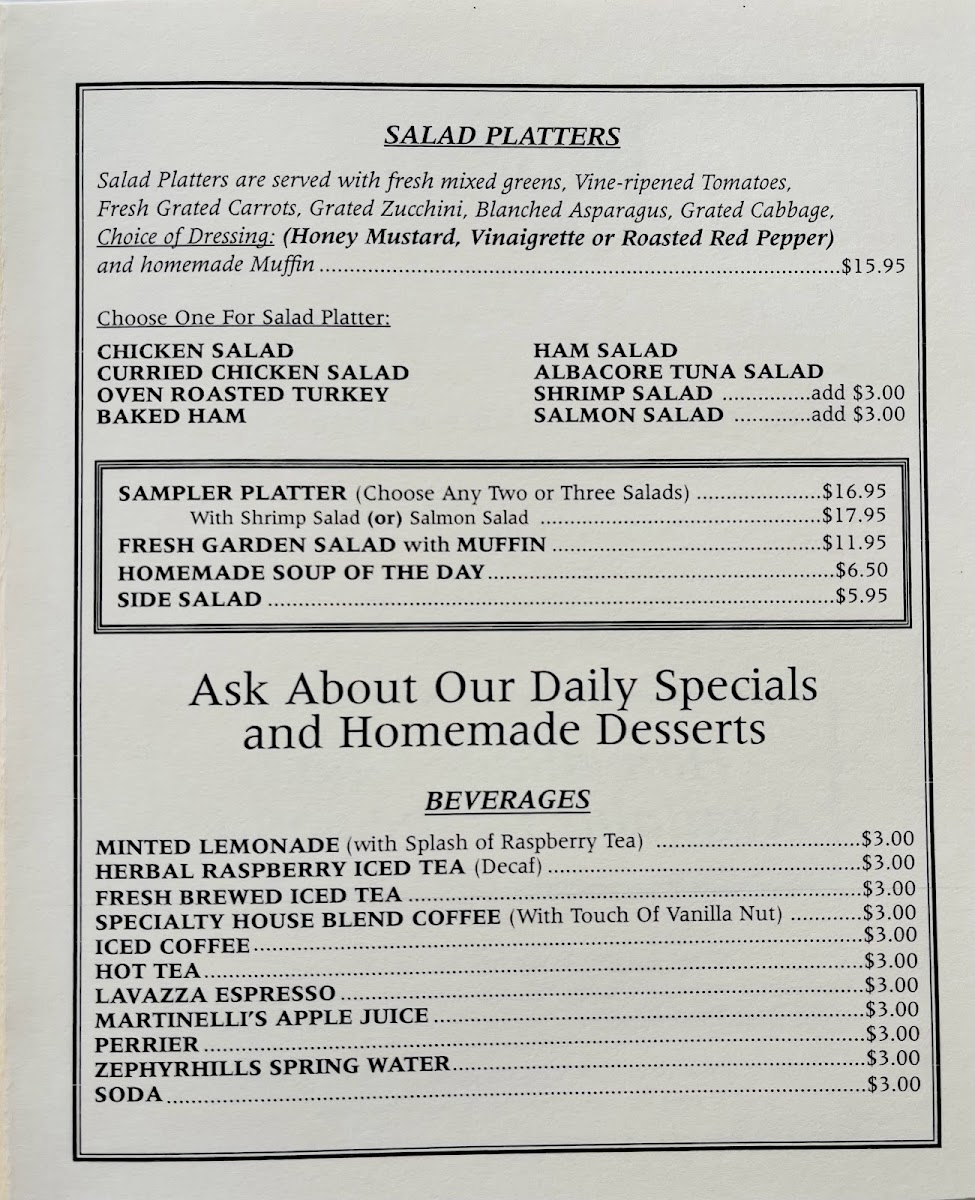 SALAD PLATTERS
Salad Platters are served with fresh mixed greens, Vine-ripened Tomatoes,
Fresh Grated Carrots, Grated Zucchini, Blanched Asparagus, Grated Cabbage,
Choice of Dressing: (Honey Mustard, Vinaigrette or Roasted Red Pepper)
and homemade Muffin ........ $15.95
Choose One For Salad Platter:
CHICKEN SALAD
CURRIED CHICKEN SALAD
OVEN ROASTED TURKEY
BAKED HAM
HAM SALAD
ALBACORE TUNA SALAD
SHRIMP SALAD ........ add $3.00
SALMON SALAD ........ add $3.00
SAMPLER PLATTER (Choose Any Two or Three Salads) ........ $16.95
With Shrimp Salad (or) Salmon Salad ........ $17.95
FRESH GARDEN SALAD with MUFFIN ........ $11.95
HOMEMADE SOUP OF THE DAY ........ $6.50
SIDE SALAD ........ $5.95
Ask About Our Daily Specials
and Homemade Desserts
BEVERAGES
MINTED LEMONADE (with Splash of Raspberry Tea) ........ $3.00
HERBAL RASPBERRY ICED TEA (Decaf) ........ $3.00
FRESH BREWED ICED TEA ........ $3.00
SPECIALTY HOUSE BLEND COFFEE (With Touch Of Vanilla Nut) ........ $3.00
ICED COFFEE ........ $3.00
HOT TEA ........ $3.00
LAVAZZA ESPRESSO ........ $3.00
MARTINELLI'S APPLE JUICE ........ $3.00
PERRIER ........ $3.00
ZEPHYRHILLS SPRING WATER ........ $3.00
SODA ........ $3.00